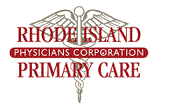 RHODE ISLAND
PHYSICIANS CORPORATION
PRIMARY CARE